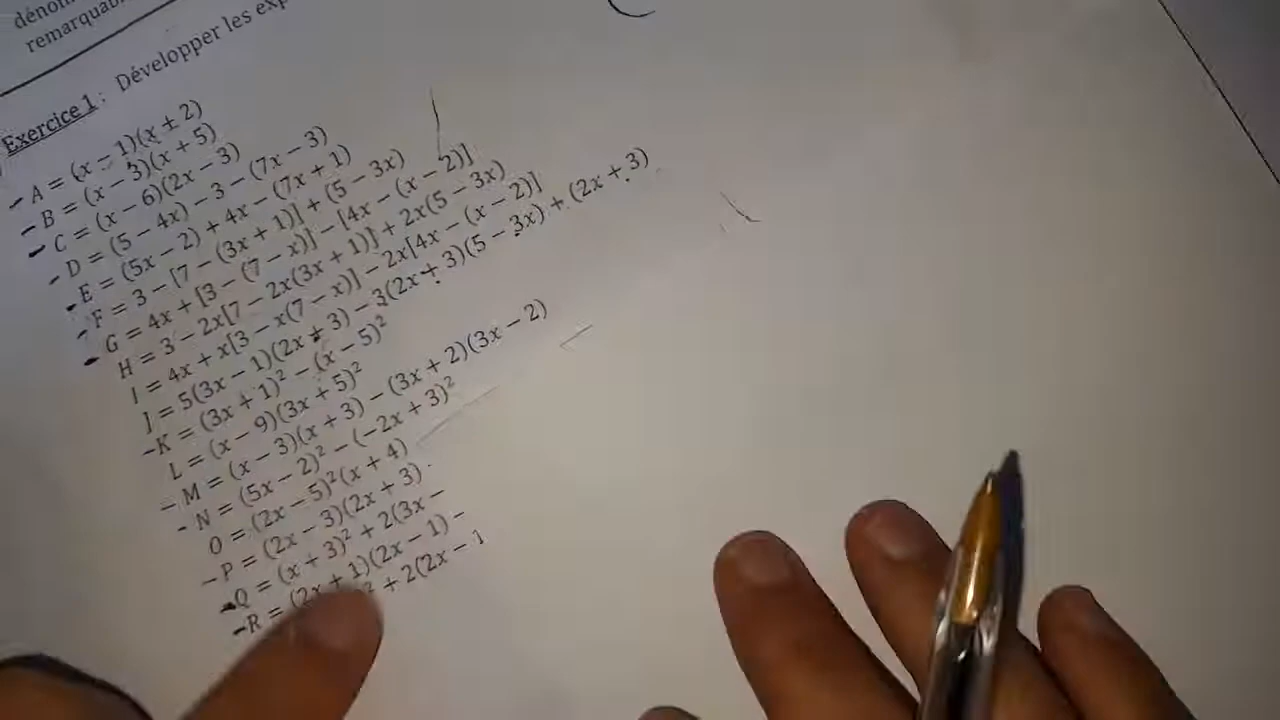 dénom
remarquab
Exercice 1 : Développer les exp
- A = (x − 1)(x + 2)
- B = (x − 3)(x + 5)
- C = (x − 6)(2x − 3)
- D = (5 − 4x) − 3 − (7x − 3)
- E = (5x − 2) + 4x − (7x + 1)
- F = 3 − [7 − (3x + 1)] + (5 − 3x)
- G = 4x + [3 − (7 − x)] − [4x − (x − 2)]
H = 3 − 2x[7 − 2x(3x + 1)] + 2x(5 − 3x)
I = 4x + x[3 − x(7 − x)] − 2x[4x − (x − 2)]
J = 5(3x − 1)(2x + 3) − 3(2x + 3)(5 − 3x) + (2x + 3)
- K = (3x + 1)² − (x − 5)²
L = (x − 9)(3x + 5)²
- M = (x − 3)(x + 3) − (3x + 2)(3x − 2)
- N = (5x − 2)² − (−2x + 3)²
O = (2x − 5)²(x + 4)
- P = (2x − 3)(2x + 3)
- Q = (x + 3)² + 2(3x −
- R = (2x + 1)(2x − 1) −
² + 2(2x − 1